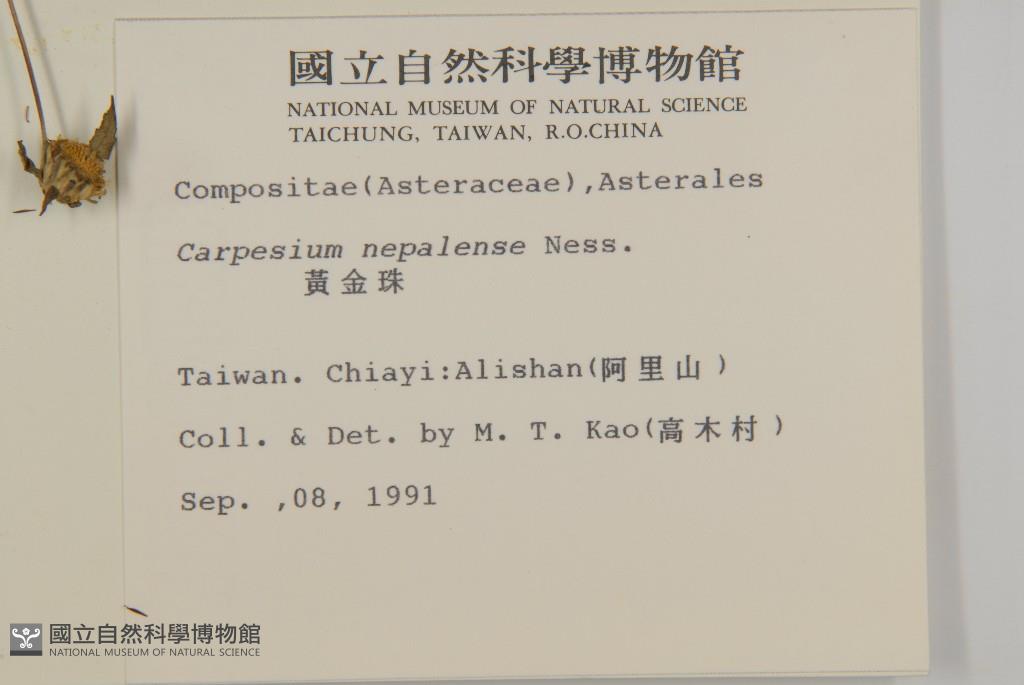 國立自然科學博物館
NATIONAL MUSEUM OF NATURAL SCIENCE
TAICHUNG, TAIWAN, R.O.CHINA
Compositae(Asteraceae),Asterales
Carpesium nepalense Ness.
黃金珠
Taiwan. Chiayi:Alishan(阿里山)
Coll. & Det. by M. T. Kao(高木村)
Sep. ,08, 1991
國立自然科學博物館
NATIONAL MUSEUM OF NATURAL SCIENCE